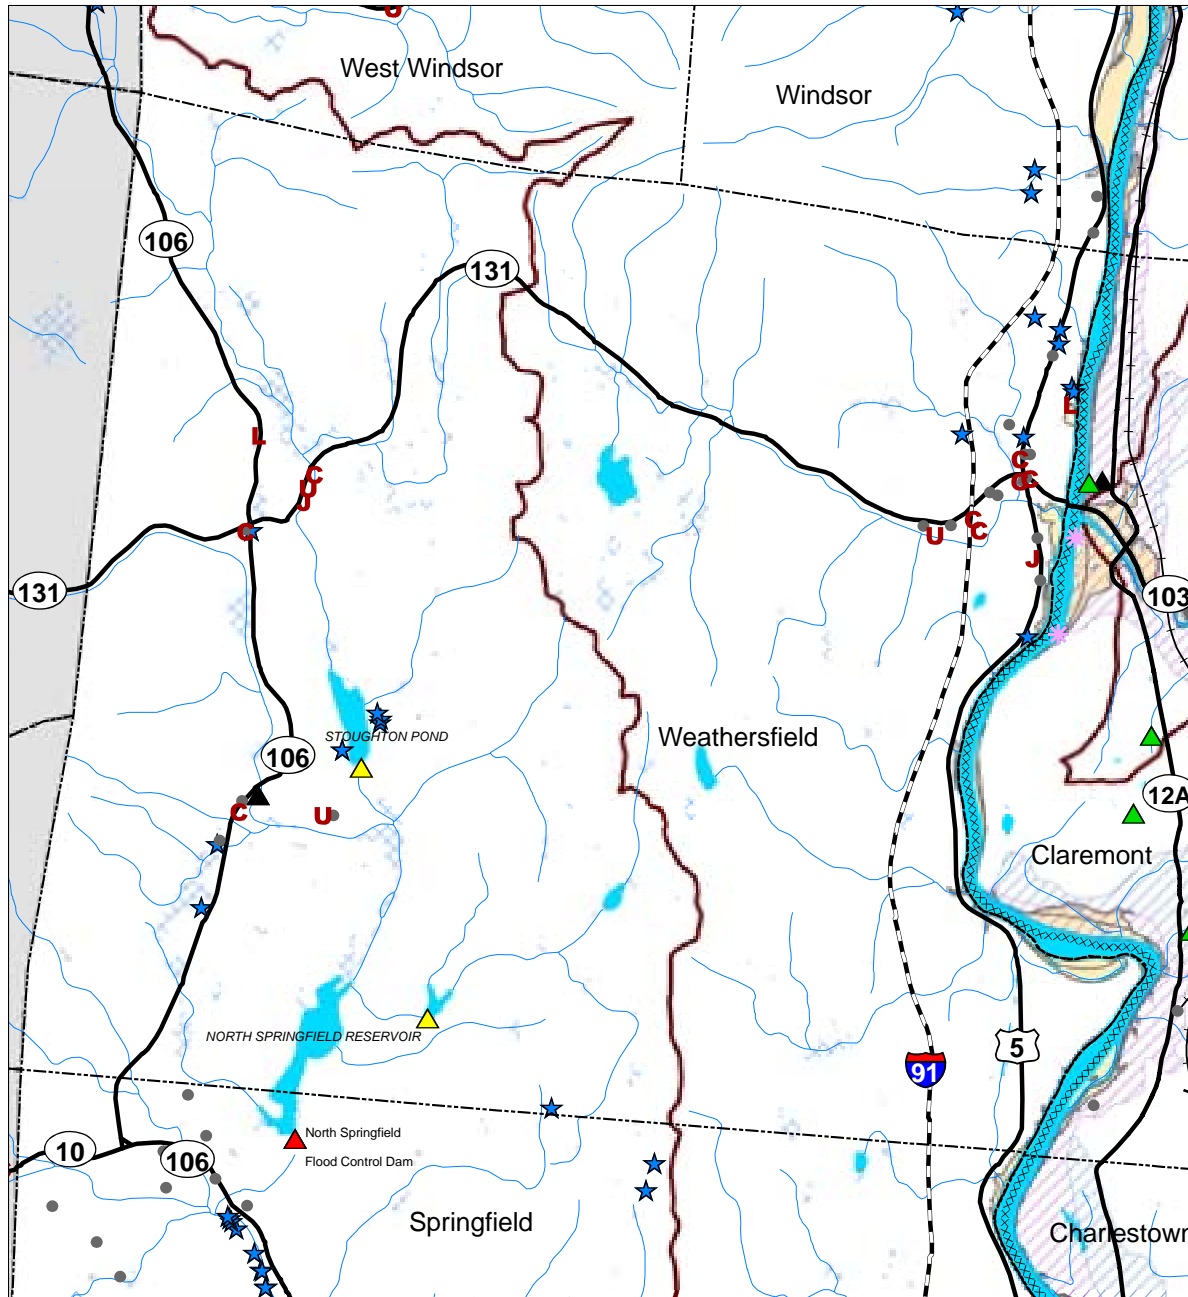 U
West Windsor
Windsor
106
131
L
L
C
C
U
C
C
J
C
C
C
U
J
131
103
STOUGHTON POND
Weathersfield
106
12A
C
U
Claremont
NORTH SPRINGFIELD RESERVOIR
5
91
North Springfield
10
106
Flood Control Dam
Springfield
Charlestown